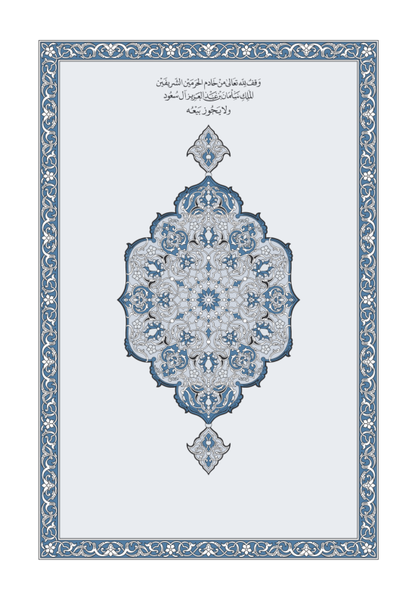 وقف لله تعالى من خادم الحرمين الشريفين
الملك سلمان بن عبد العزيز آل سعود
ولا يجوز بيعه